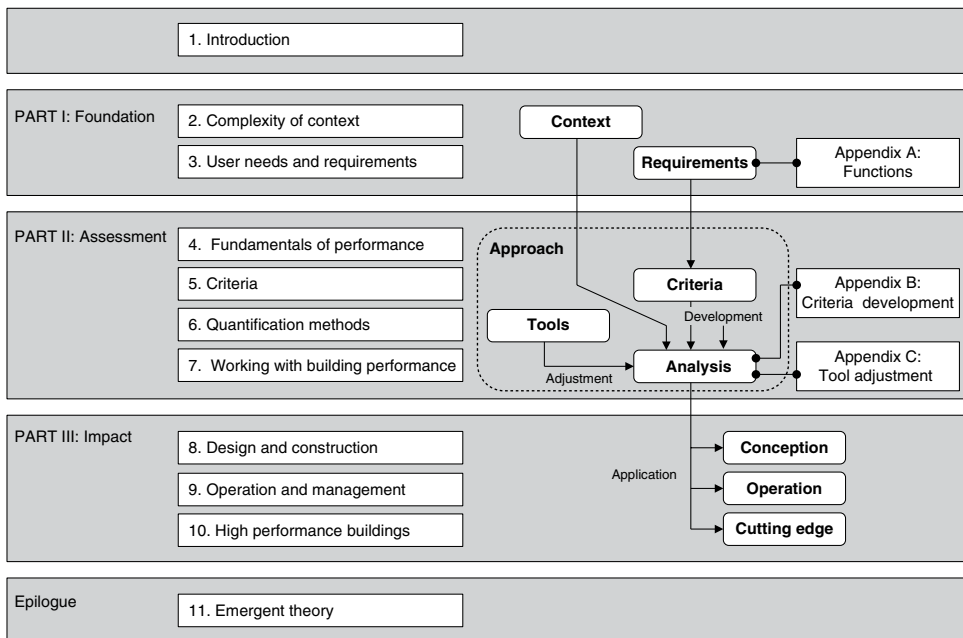 1. Introduction
PART I: Foundation
2. Complexity of context
3. User needs and requirements
Context
Requirements
Appendix A:
Functions
PART II: Assessment
4. Fundamentals of performance
5. Criteria
6. Quantification methods
7. Working with building performance
Approach
Criteria
Development
Tools
Adjustment
Analysis
Appendix B:
Criteria development
Appendix C:
Tool adjustment
PART III: Impact
8. Design and construction
9. Operation and management
10. High performance buildings
Application
Conception
Operation
Cutting edge
Epilogue
11. Emergent theory